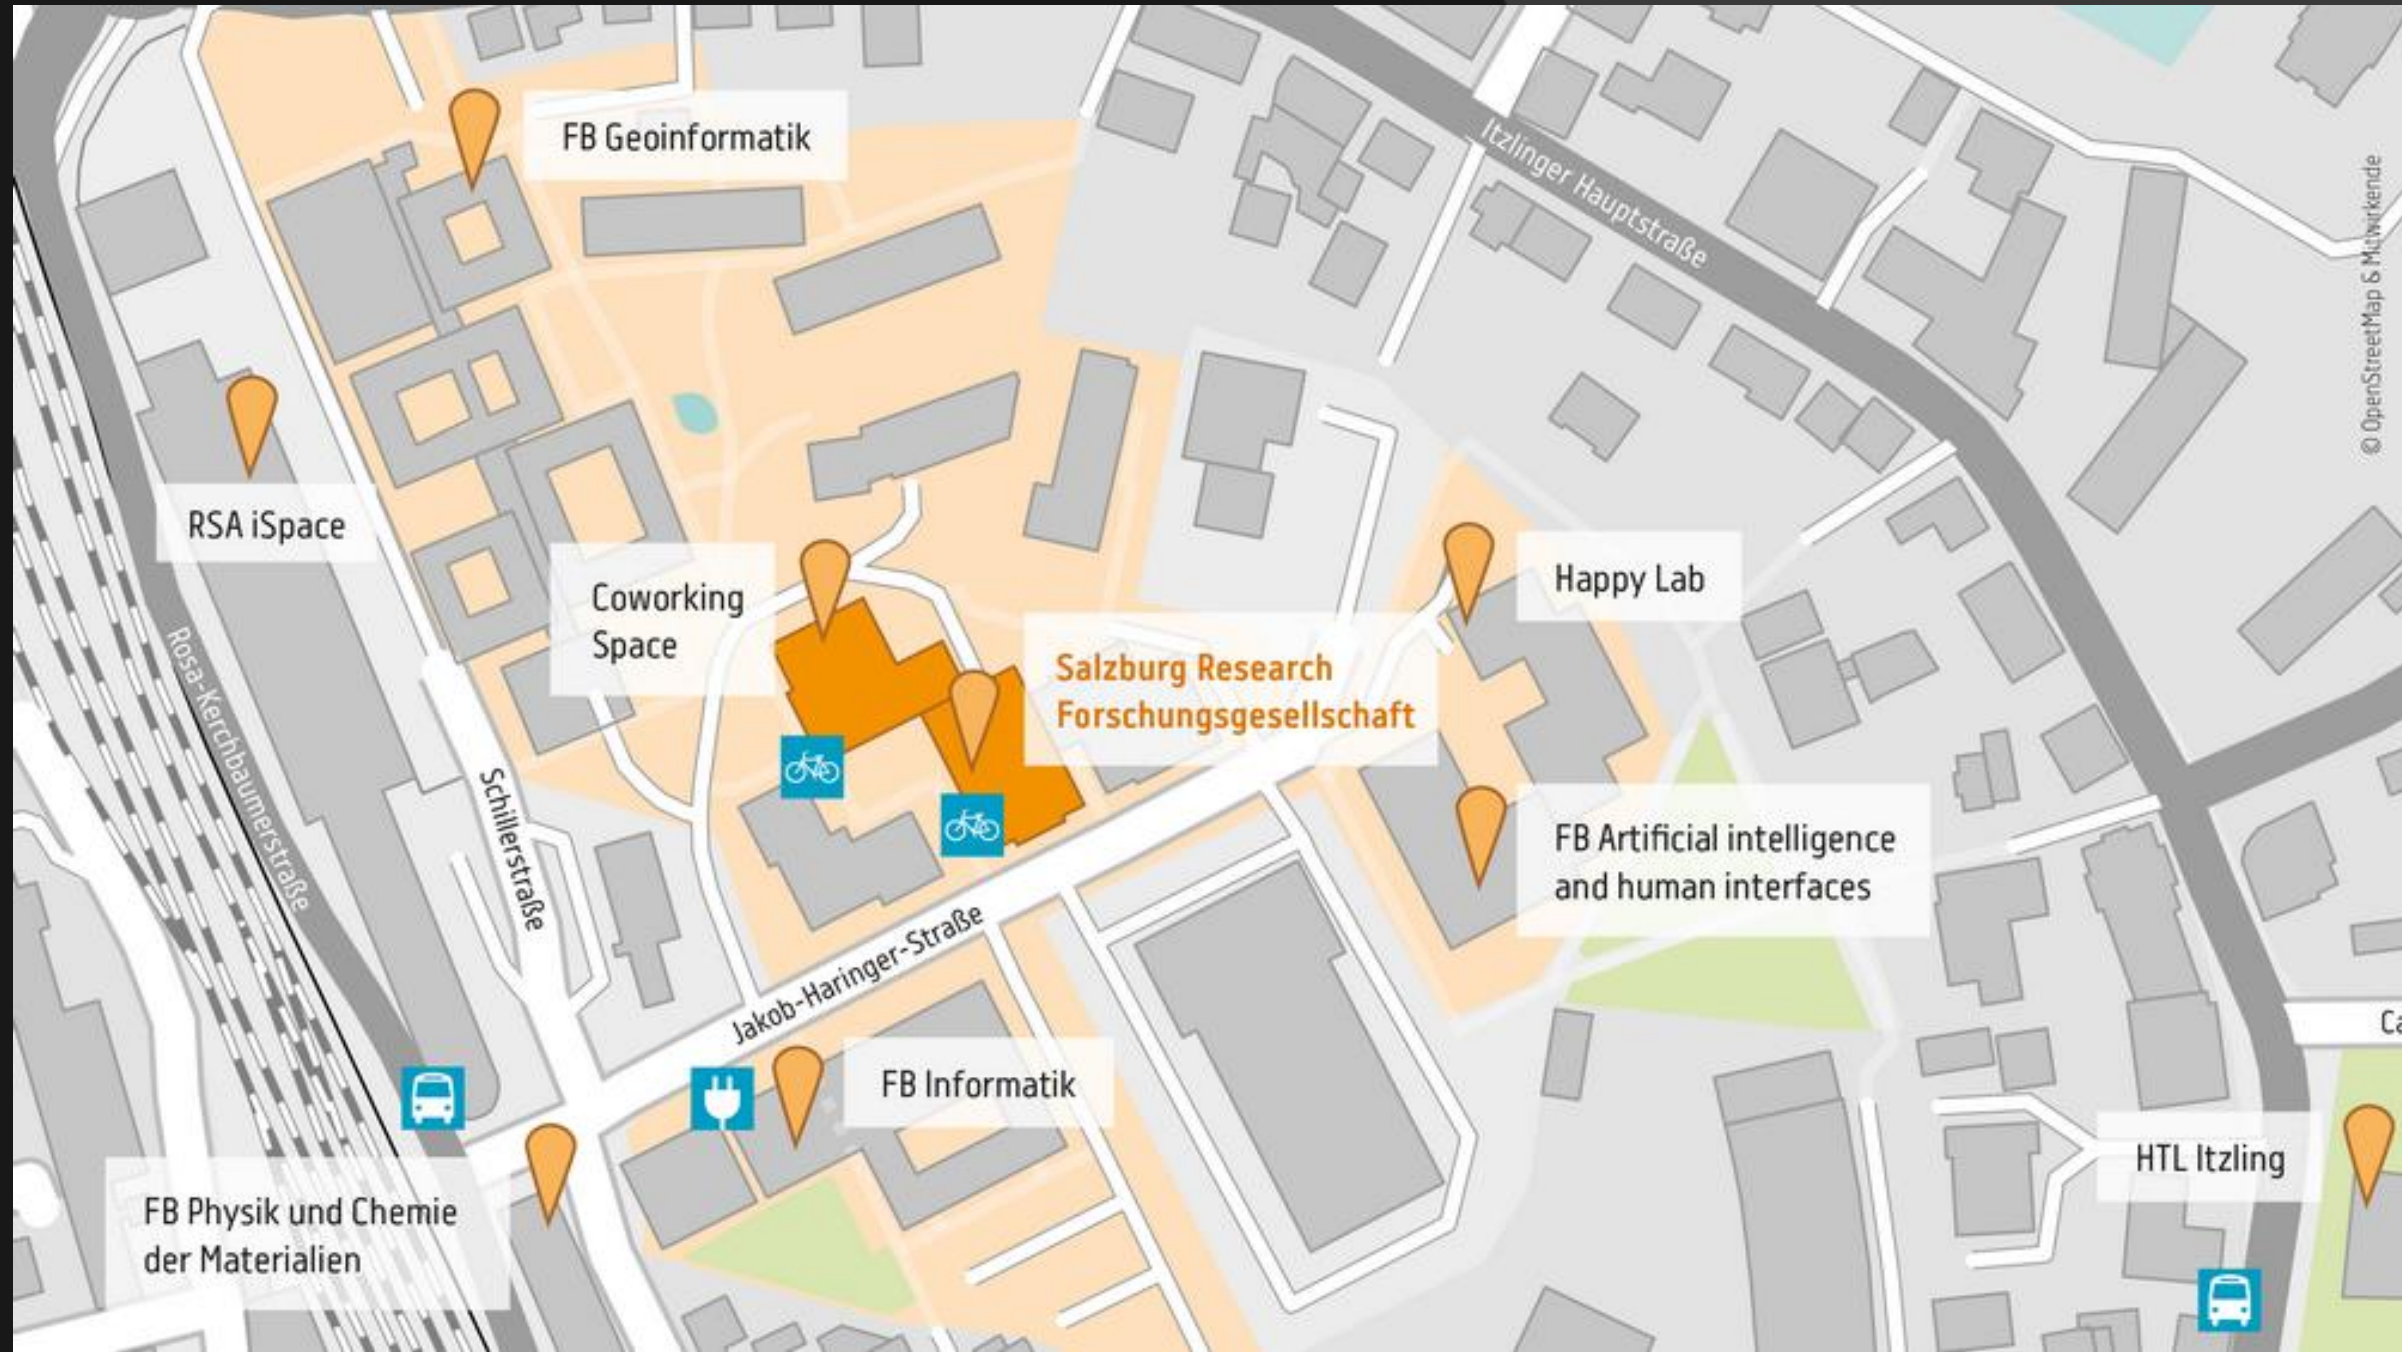 FB Geoinformatik
Itzlinger Hauptstraße
© OpenStreetMap & Mitwirkende
RSA iSpace
Coworking
Space
Happy Lab
Salzburg Research
Forschungsgesellschaft
Rosa-Kerchbaumerstraße
Schillerstraße
FB Artificial intelligence
and human interfaces
Jakob-Haringer-Straße
FB Informatik
HTL Itzling
FB Physik und Chemie
der Materialien